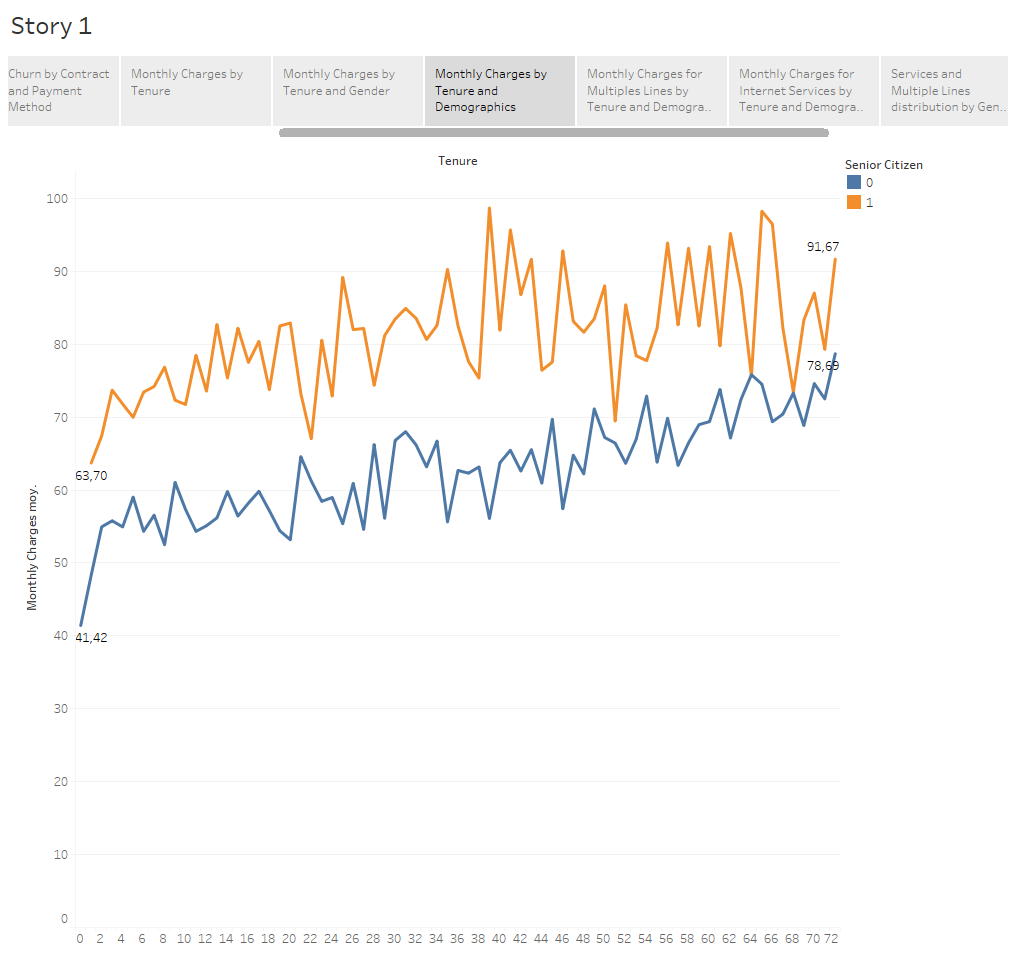 Story 1
Churn by Contract
and Payment
Method
Monthly Charges by
Tenure
Monthly Charges by
Tenure and Gender
Monthly Charges by
Tenure and
Demographics
Monthly Charges for
Multiples Lines by
Tenure and Demogra..
Monthly Charges for
Internet Services by
Tenure and Demogra..
Services and
Multiple Lines
distribution by Gen..
Tenure
Senior Citizen
0
1
100
90
80
70
60
50
40
30
20
10
0
Monthly Charges moy.
91,67
78,69
63,70
41,42
0 2 4 6 8 10 12 14 16 18 20 22 24 26 28 30 32 34 36 38 40 42 44 46 48 50 52 54 56 58 60 62 64 66 68 70 72